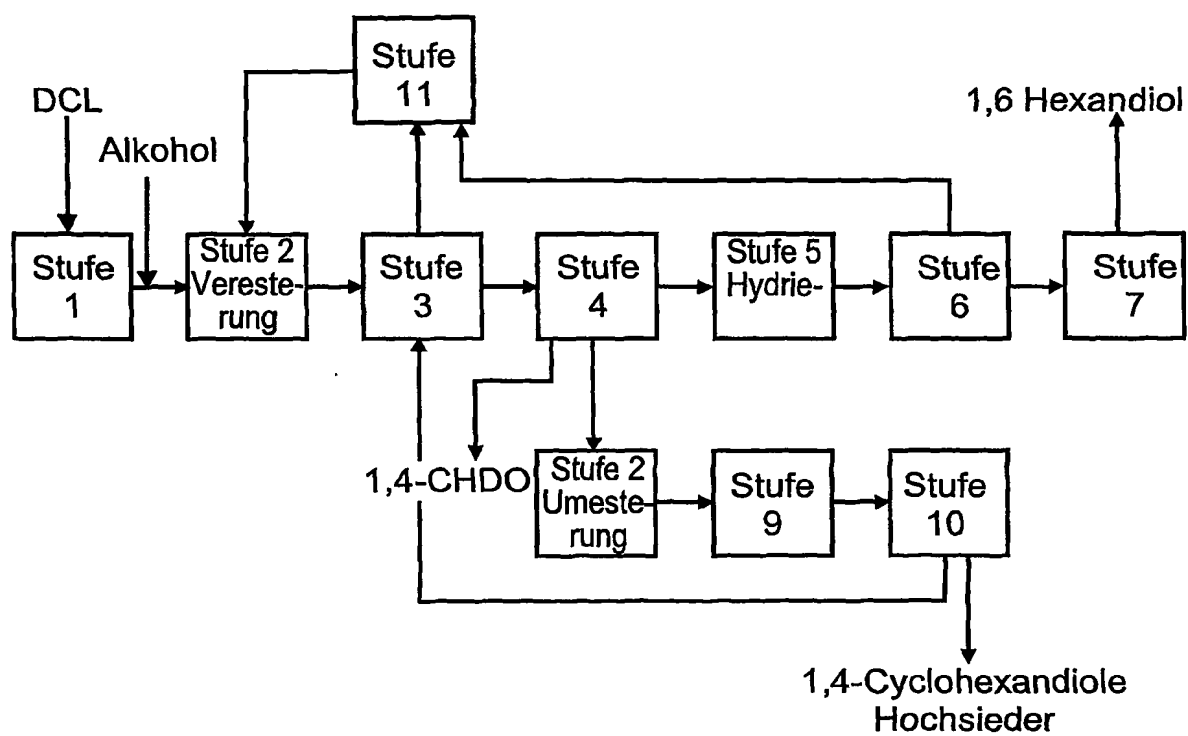 Stufe
11
DCL
Alkohol
1,6 Hexandiol
Stufe
1
Stufe 2
Vereste-
rung
Stufe
3
Stufe
4
Stufe 5
Hydrie-
Stufe
6
Stufe
7
1,4-CHDO
Stufe 2
Umeste-
rung
Stufe
9
Stufe
10
1,4-Cyclohexandiole
Hochsieder